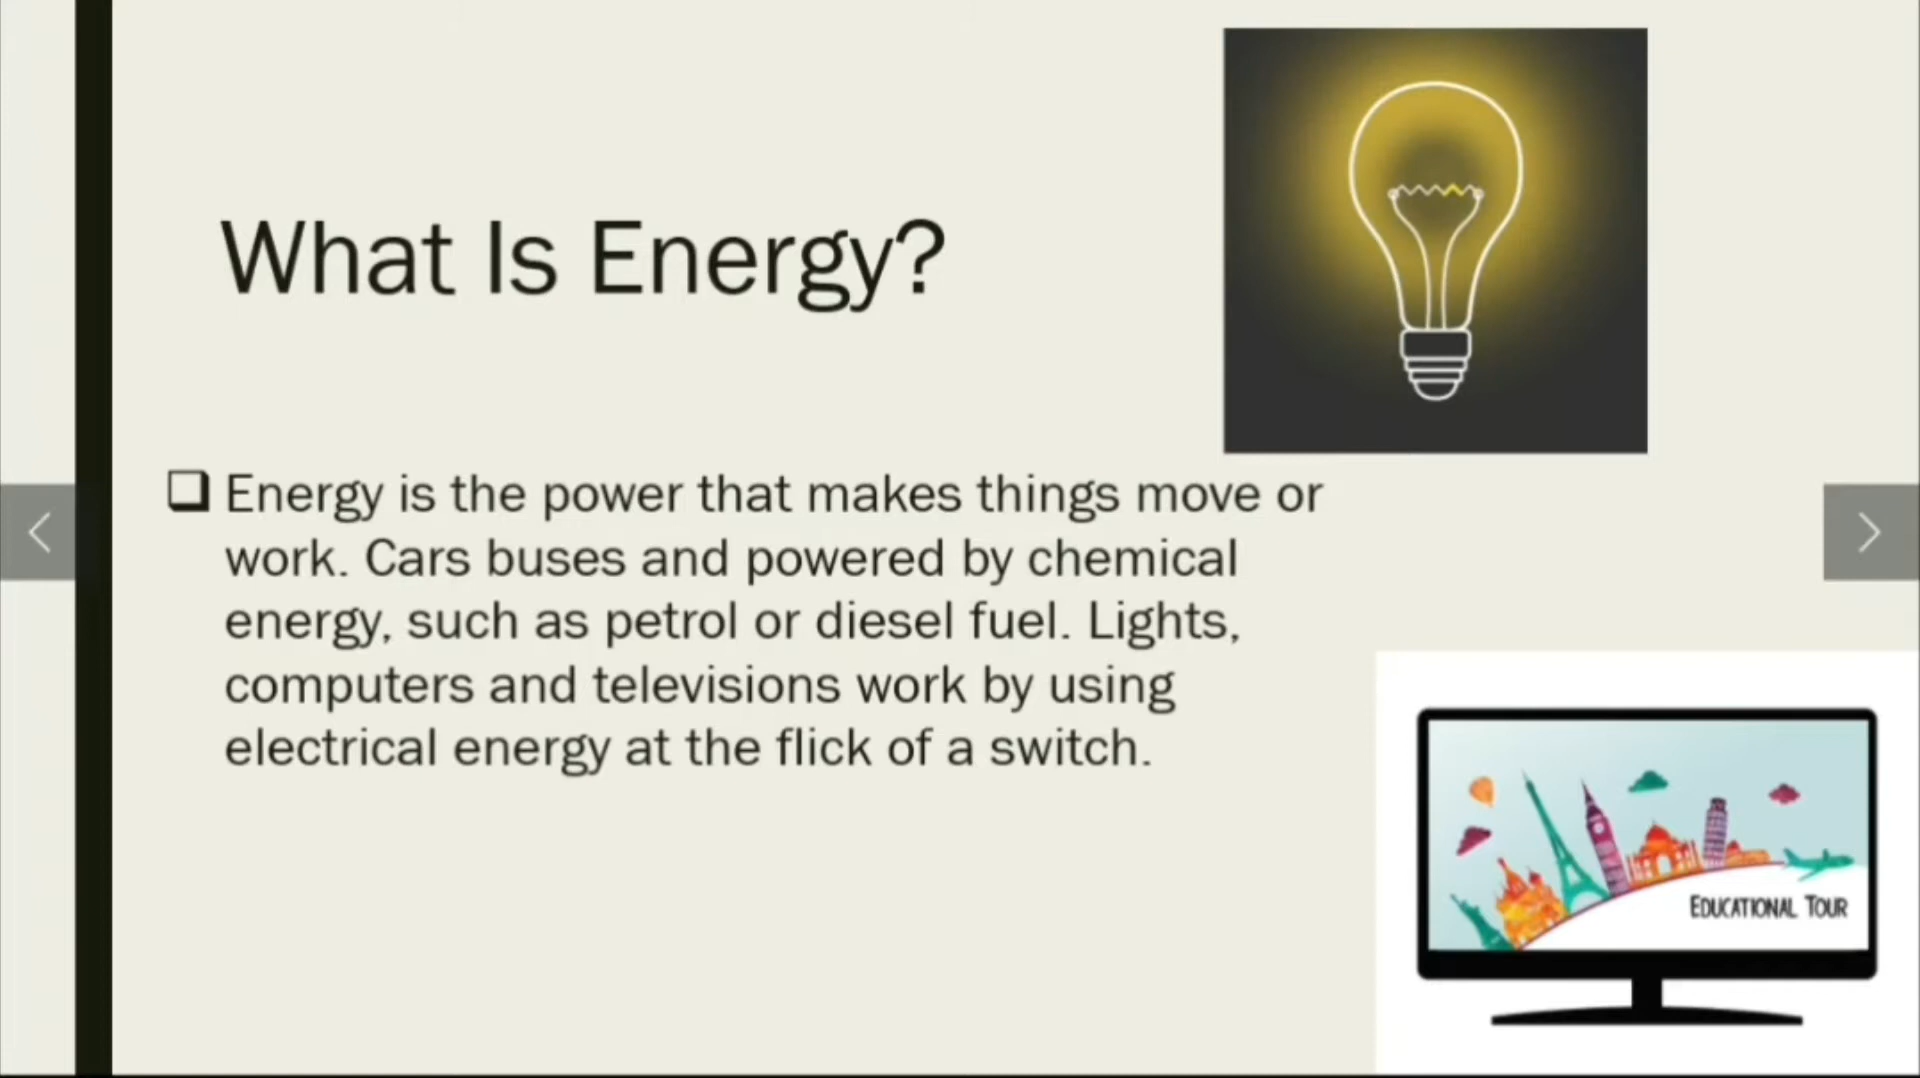 What Is Energy?
Energy is the power that makes things move or
work. Cars buses and powered by chemical
energy, such as petrol or diesel fuel. Lights,
computers and televisions work by using
electrical energy at the flick of a switch.
EDUCATIONAL TOUR